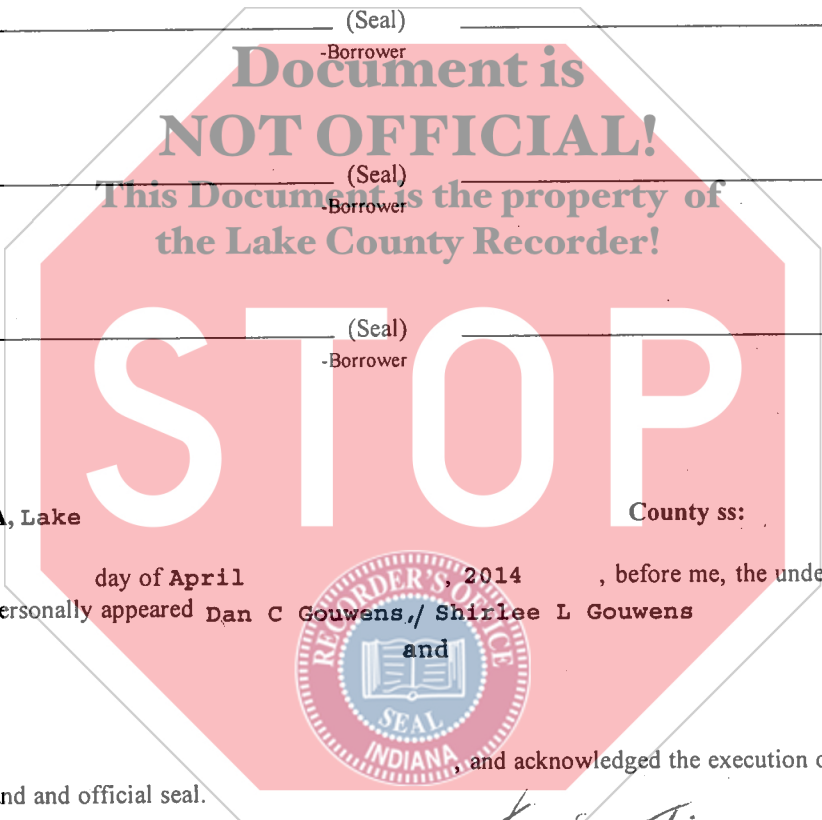 (Seal)
-Borrower
Document is
NOT OFFICIAL!
(Seal)
This Document is the property of
-Borrower
the Lake County Recorder!
(Seal)
-Borrower
STOP
, Lake County ss:
day of April , 2014 , before me, the unde
ersonally appeared Dan C Gouwens, / Shirlee L Gouwens
and
RECORDER'S OFFICE
SEAL
INDIANA
, and acknowledged the execution o
nd and official seal.